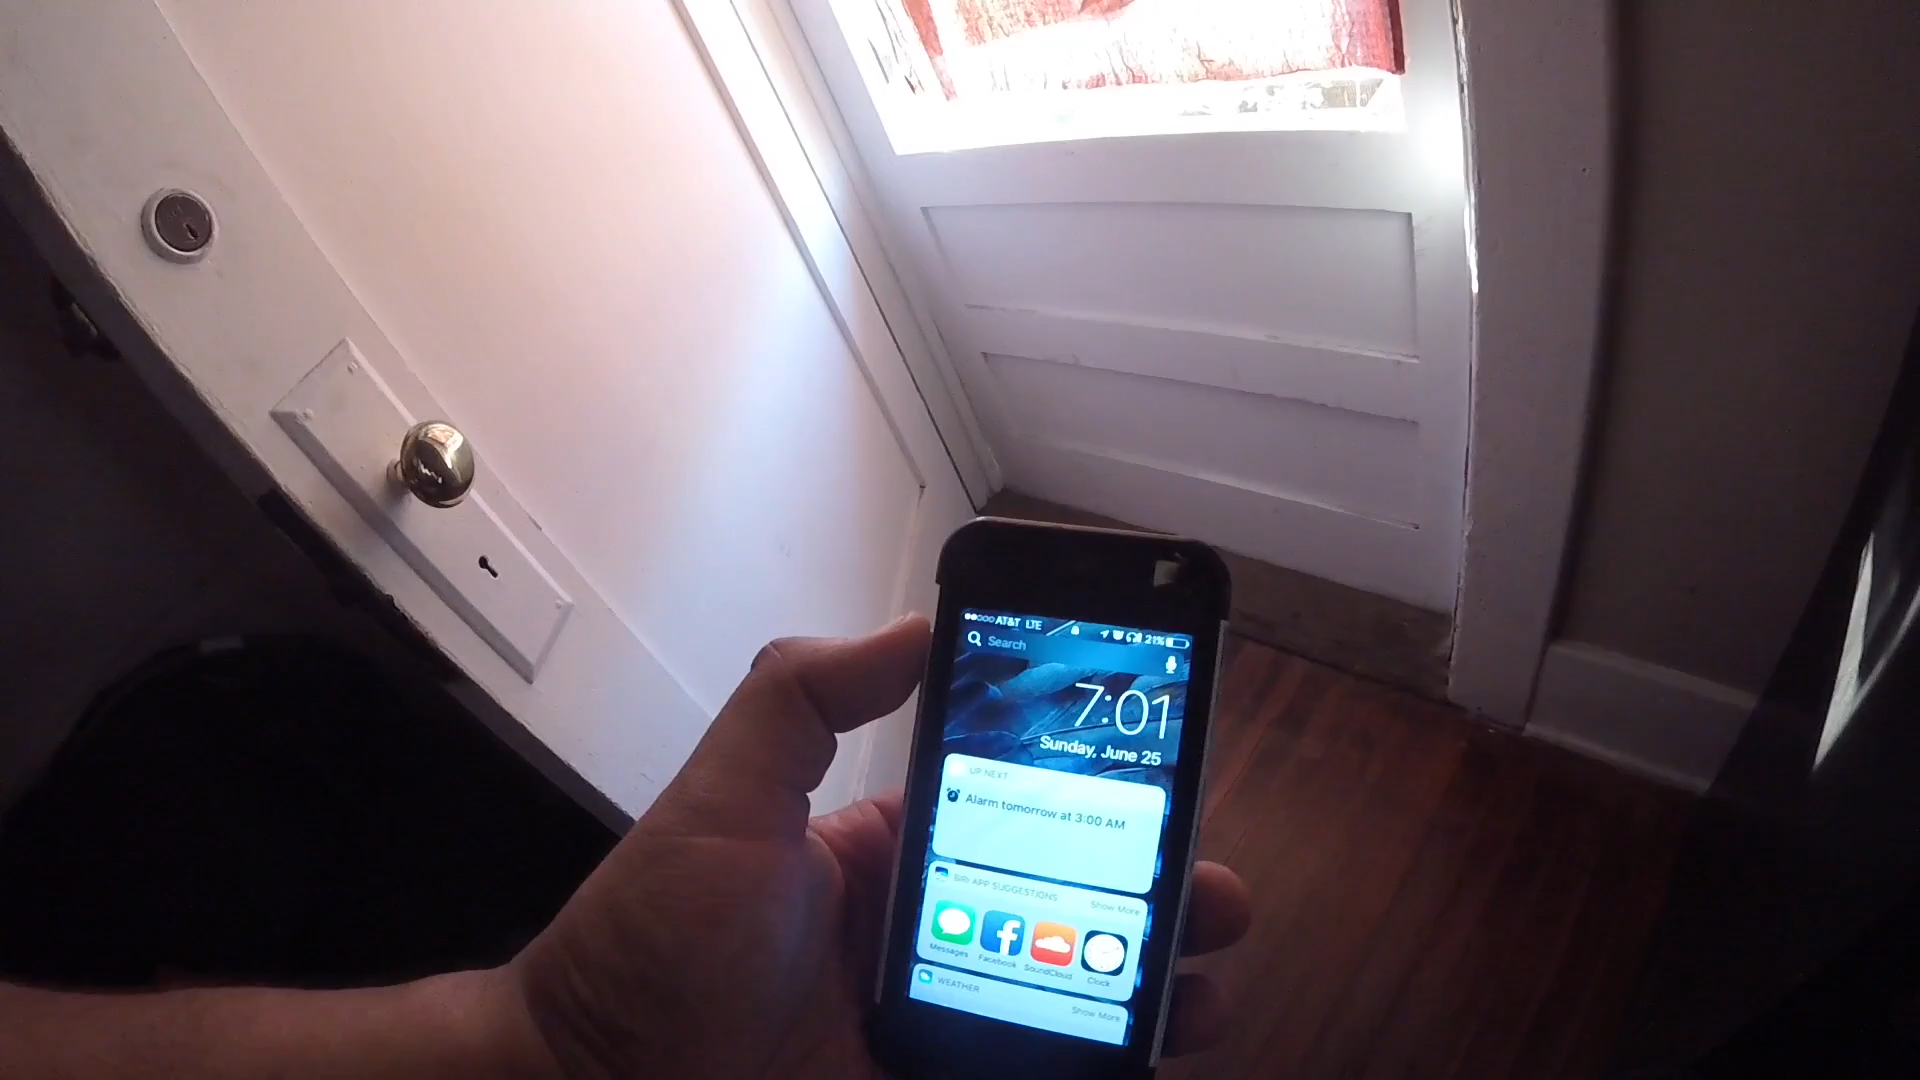 AT&T LTE 21%
Search
7:01
Sunday, June 25
UP NEXT
Alarm tomorrow at 3:00 AM
SIRI APP SUGGESTIONS Show More
Messages Facebook SoundCloud Clock
WEATHER
Show More